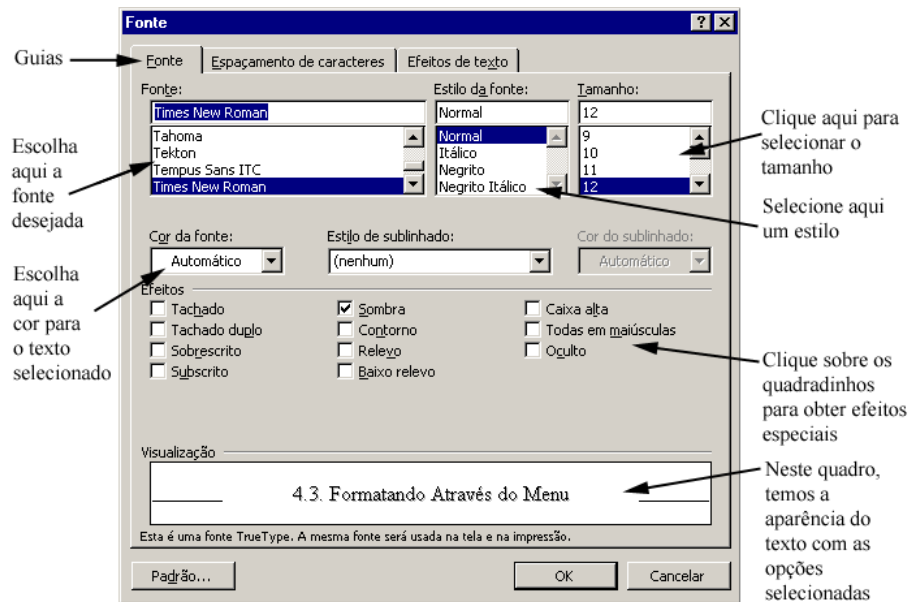 Fonte
Guias
Fonte
Espaçamento de caracteres
Efeitos de texto
Fonte:
Estilo da fonte:
Tamanho:
Times New Roman
Normal
12
Tahoma
Tekton
Tempus Sans ITC
Times New Roman
Normal
Itálico
Negrito
Negrito Itálico
9
10
11
12
Escolha
aqui a
fonte
desejada
Clique aqui para
selecionar o
tamanho
Selecione aqui
um estilo
Cor da fonte:
Estilo de sublinhado:
Cor do sublinhado:
Automático
(nenhum)
Automático
Escolha
aqui a
cor para
o texto
selecionado
Efeitos
Tachado
Tachado duplo
Sobrescrito
Subscrito
Sombra
Contorno
Relevo
Baixo relevo
Caixa alta
Todas em maiúsculas
Oculto
Clique sobre os
quadradinhos
para obter efeitos
especiais
Visualização
4.3. Formatando Através do Menu
Neste quadro,
temos a
aparência do
texto com as
opções
selecionadas
Esta é uma fonte TrueType. A mesma fonte será usada na tela e na impressão.
Padrão...
OK
Cancelar